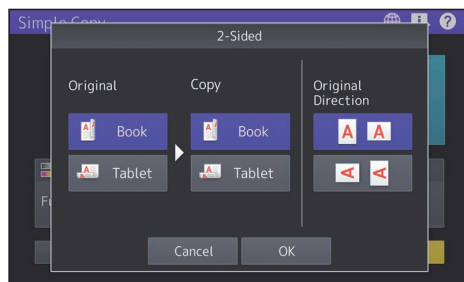 Simple Copy
2-Sided
Original
Copy
Original
Direction
Book
Book
A A
Tablet
Tablet
A A
Cancel
OK